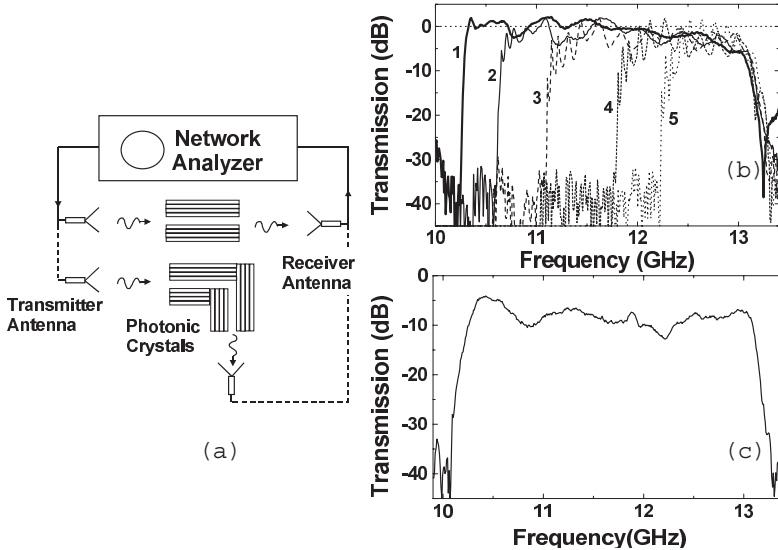 Network
Analyzer
Transmitter
Antenna
Receiver
Antenna
Photonic
Crystals
(a)
Transmission (dB)
0
-10
-20
-30
-40
1
2
3
4
5
(b)
10
11
12
13
Frequency (GHz)
Transmission (dB)
0
-10
-20
-30
-40
(c)
10
11
12
13
Frequency(GHz)